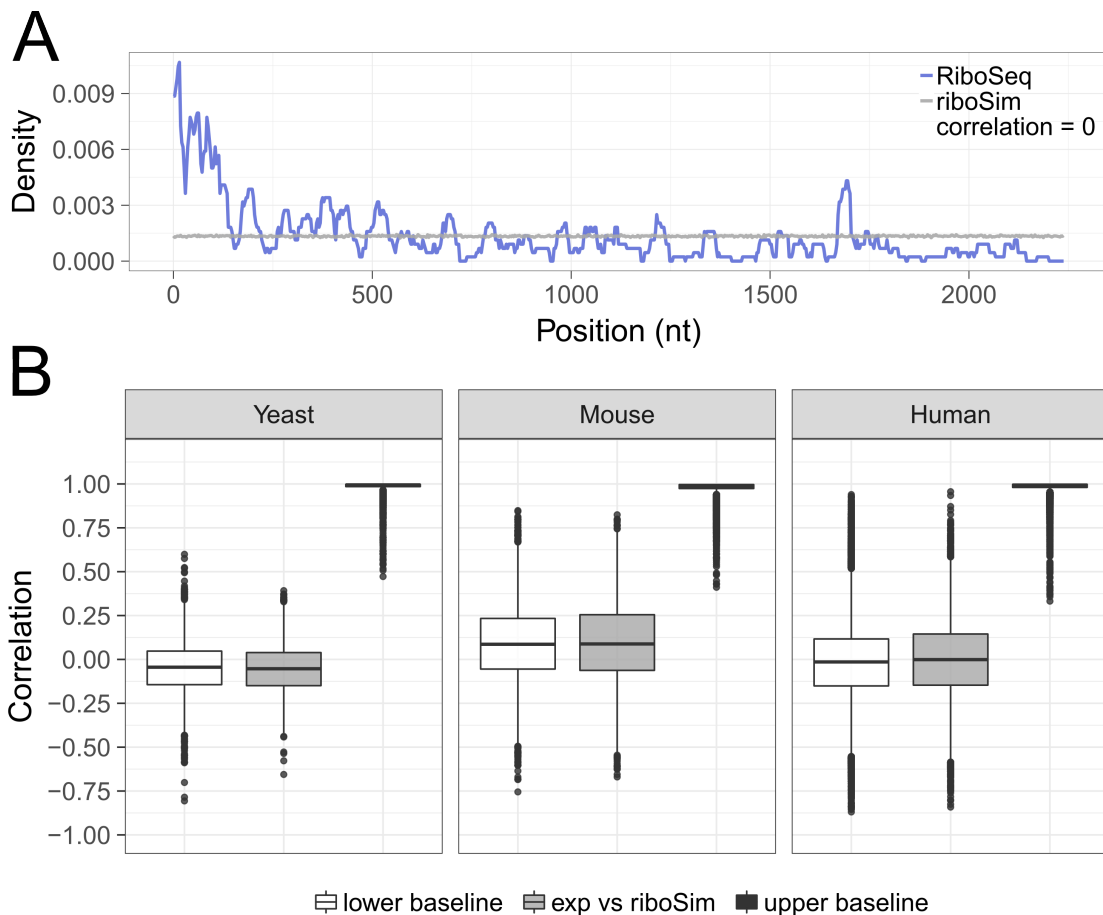 A
RiboSeq
riboSim
correlation = 0
0.009
0.006
0.003
0.000
Density
0 500 1000 1500 2000
Position (nt)
B
Yeast Mouse Human
1.00
0.75
0.50
0.25
0.00
−0.25
−0.50
−0.75
−1.00
Correlation
lower baseline exp vs riboSim upper baseline